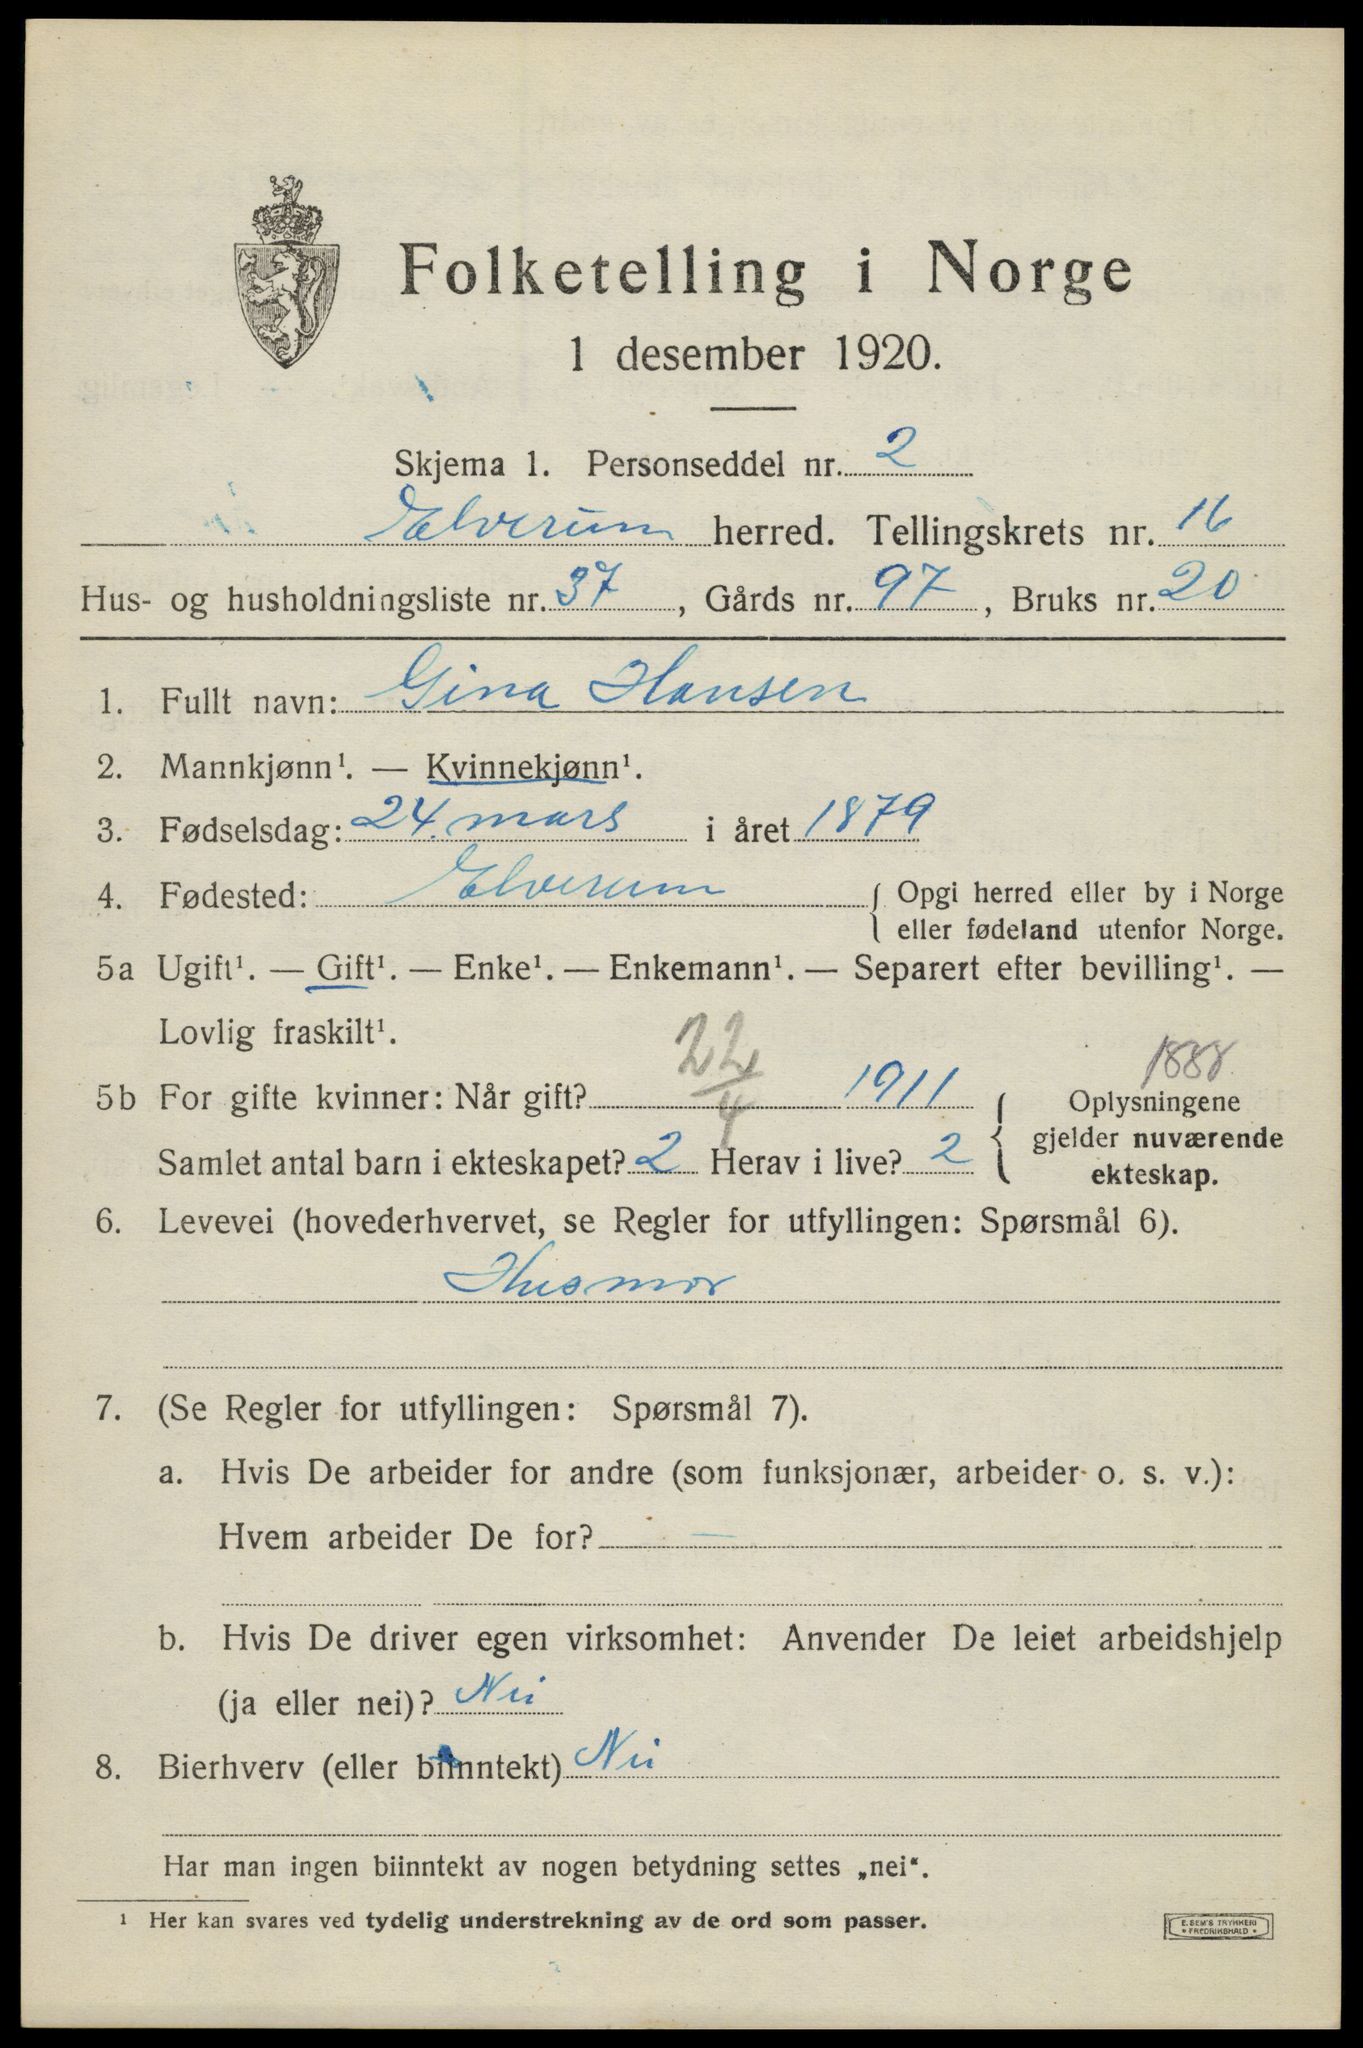 Folketelling i Norge
1 desember 1920.
Skjema 1. Personseddel nr. 2
Elverum herred. Tellingskrets nr. 16
Hus- og husholdningsliste nr. 37, Gårds nr. 97, Bruks nr. 20
1. Fullt navn: Gina Hansen
2. Mannkjønn¹. — Kvinnekjønn¹.
3. Fødselsdag: 24. mars i året 1879
4. Fødested: Elverum { Opgi herred eller by i Norge
eller fødeland utenfor Norge.
5a Ugift¹. — Gift¹. — Enke¹. — Enkemann¹. — Separert efter bevilling¹. —
Lovlig fraskilt¹.
22/4
1888
5b For gifte kvinner: Når gift? 1911 { Oplysningene
gjelder nuværende
ekteskap.
Samlet antal barn i ekteskapet? 2 Herav i live? 2
6. Levevei (hovederhvervet, se Regler for utfyllingen: Spørsmål 6).
Husmor
7. (Se Regler for utfyllingen: Spørsmål 7).
a. Hvis De arbeider for andre (som funksjonær, arbeider o. s. v.):
Hvem arbeider De for? —
b. Hvis De driver egen virksomhet: Anvender De leiet arbeidshjelp
(ja eller nei)? Nei
8. Bierhverv (eller biinntekt) Nei
Har man ingen biinntekt av nogen betydning settes „nei“.
¹ Her kan svares ved tydelig understrekning av de ord som passer.
E. SEM'S TRYKKERI
• FREDRIKSHALD •